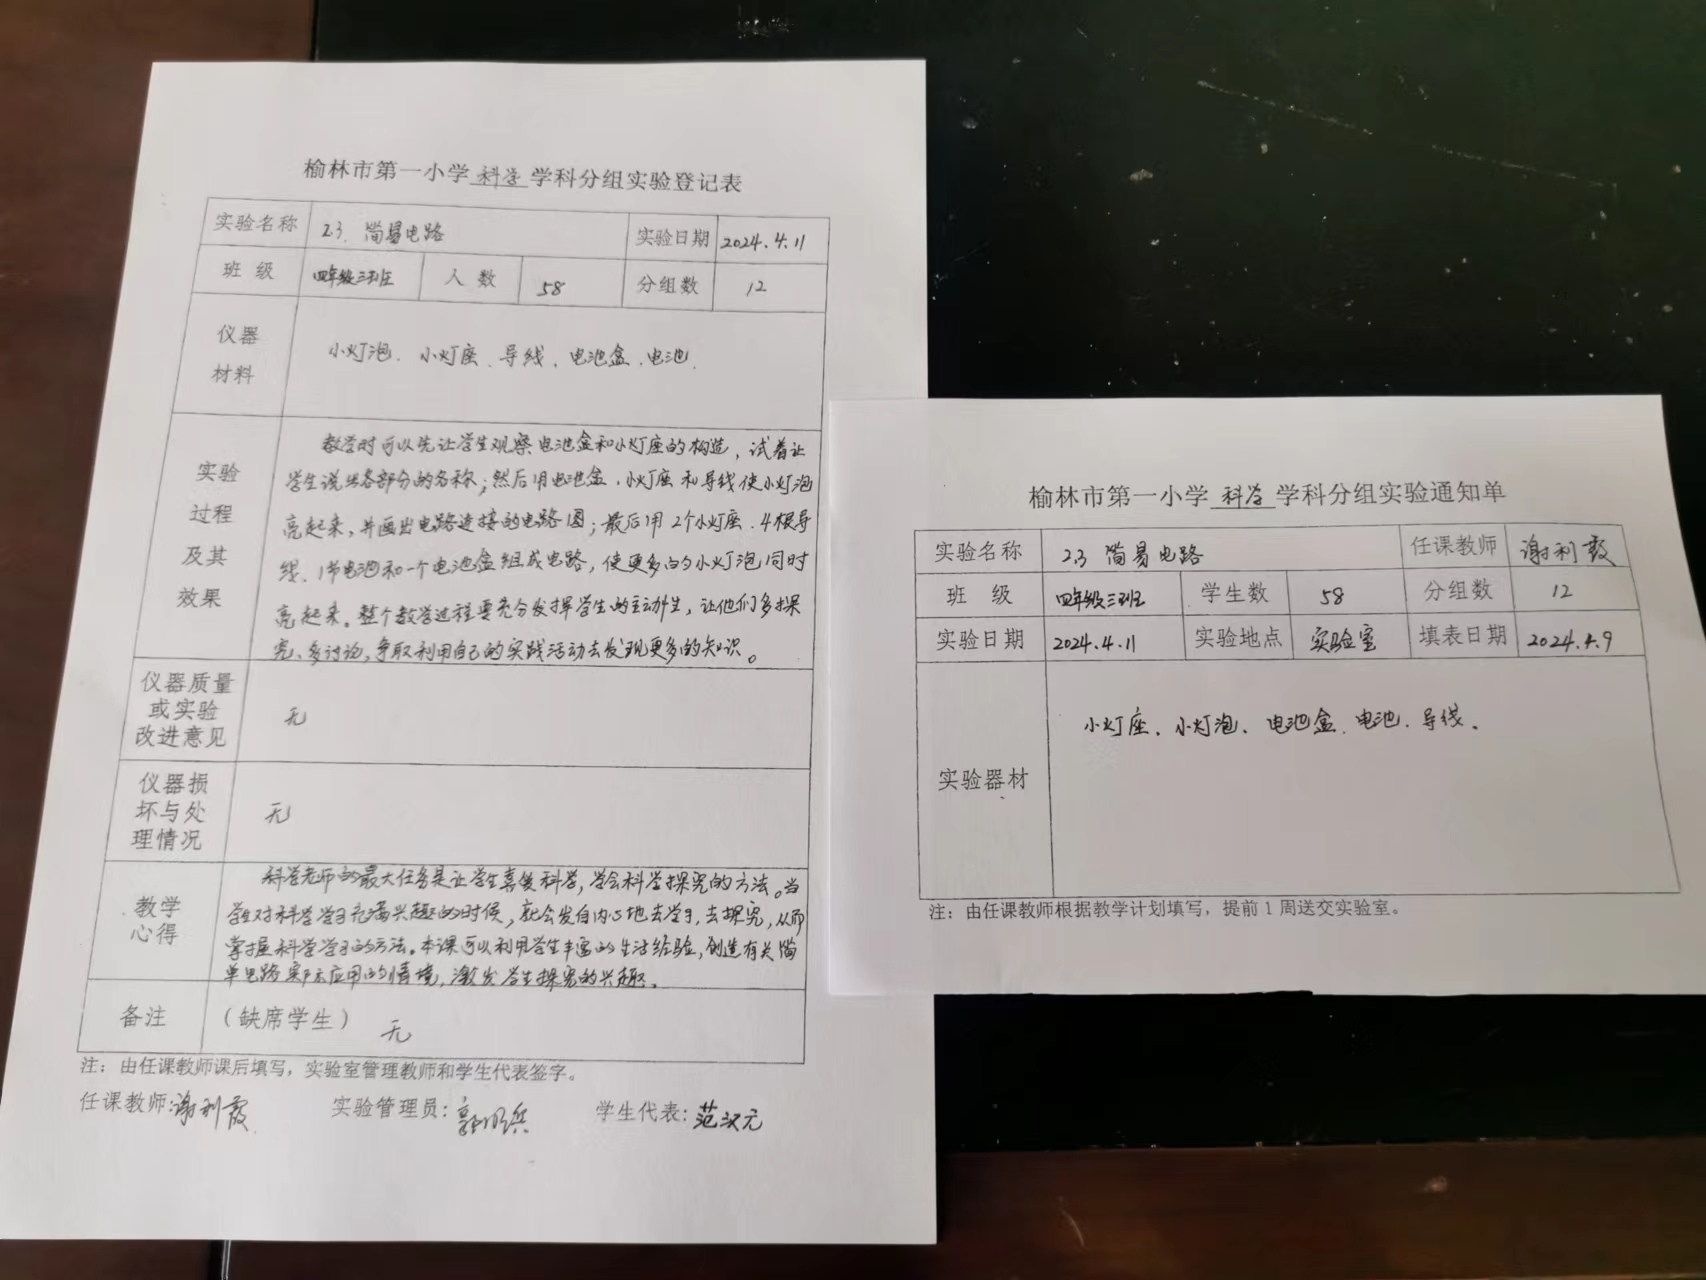 榆林市第一小学 科学 学科分组实验登记表
实验名称 2.3. 简易电路 实验日期 2024.4.11
班 级 四年级三班 人 数 58 分组数 12
仪器
材料
小灯泡、小灯座、导线、电池盒、电池.
实验
过程
及其
效果
教学时可以先让学生观察电池盒和小灯座的构造，试着让
学生说出各部分的名称；然后用电池盒、小灯座和导线使小灯泡
亮起来，并画出电路连接的电路图；最后用2个小灯座、4根导
线、1节电池和一个电池盒组成电路，使更多的小灯泡同时
亮起来。整个教学过程要充分发挥学生的主动性，让他们多探
究、多讨论，争取利用自己的实践活动去发现更多的知识。
仪器质量
或实验
改进意见
无
仪器损
坏与处
理情况
无
教学
心得
科学老师的最大任务是让学生喜爱科学，学会科学探究的方法。当
学生对科学学习充满兴趣的时候，就会发自内心地去学习，去探究，从而
掌握科学学习的方法。本课可以利用学生丰富的生活经验，创造有关简
单电路实际应用的情境，激发学生探究的兴趣。
备注 （缺席学生） 无
注：由任课教师课后填写，实验室管理教师和学生代表签字。
任课教师：谢利霞 实验管理员： 学生代表：范汉元
榆林市第一小学 科学 学科分组实验通知单
实验名称 2.3 简易电路 任课教师 谢利霞
班 级 四年级三班 学生数 58 分组数 12
实验日期 2024.4.11 实验地点 实验室 填表日期 2024.4.9
实验器材
小灯座、小灯泡、电池盒、电池、导线、
注：由任课教师根据教学计划填写，提前1周送交实验室。